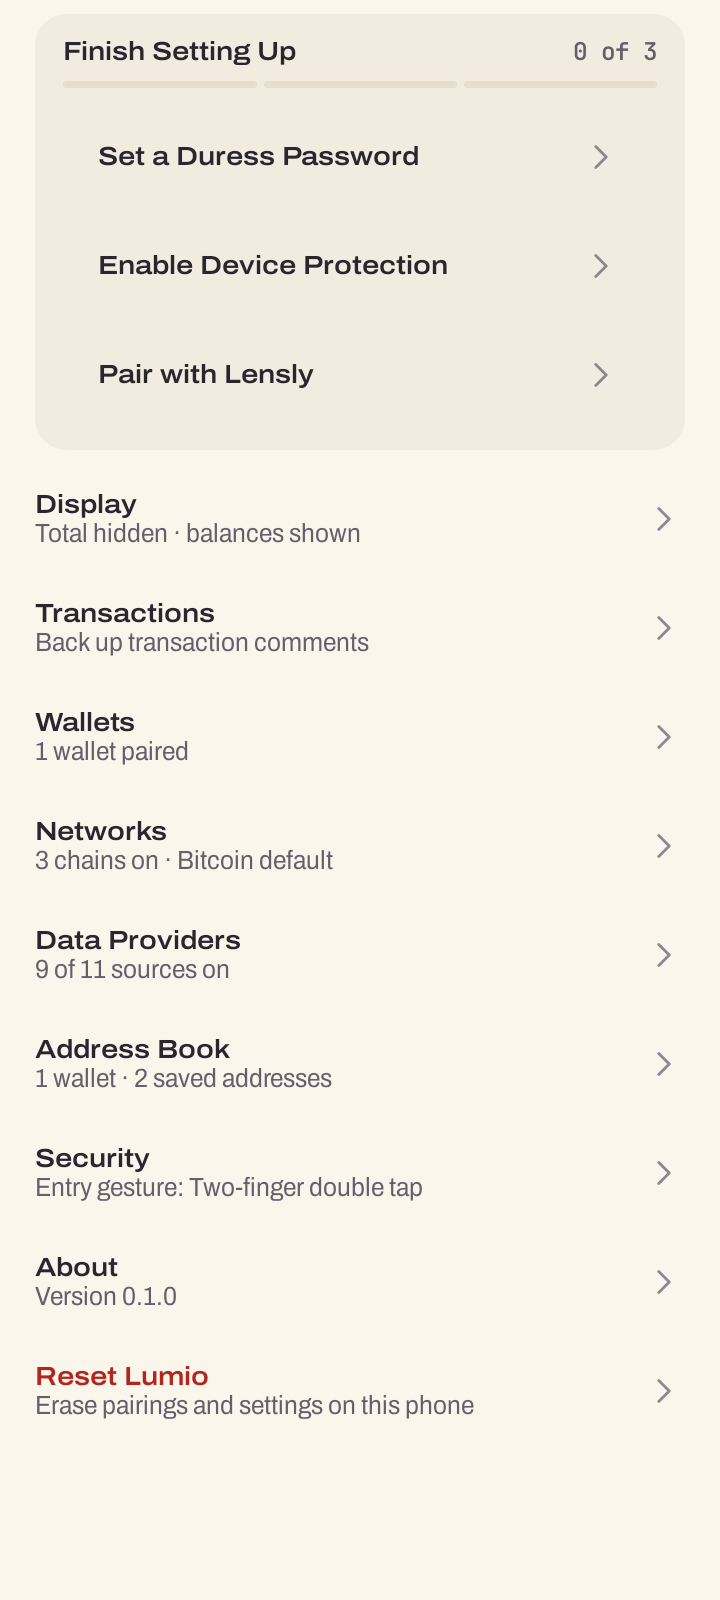 Finish Setting Up 0 of 3
Set a Duress Password
Enable Device Protection
Pair with Lensly
Display
Total hidden · balances shown
Transactions
Back up transaction comments
Wallets
1 wallet paired
Networks
3 chains on · Bitcoin default
Data Providers
9 of 11 sources on
Address Book
1 wallet · 2 saved addresses
Security
Entry gesture: Two-finger double tap
About
Version 0.1.0
Reset Lumio
Erase pairings and settings on this phone